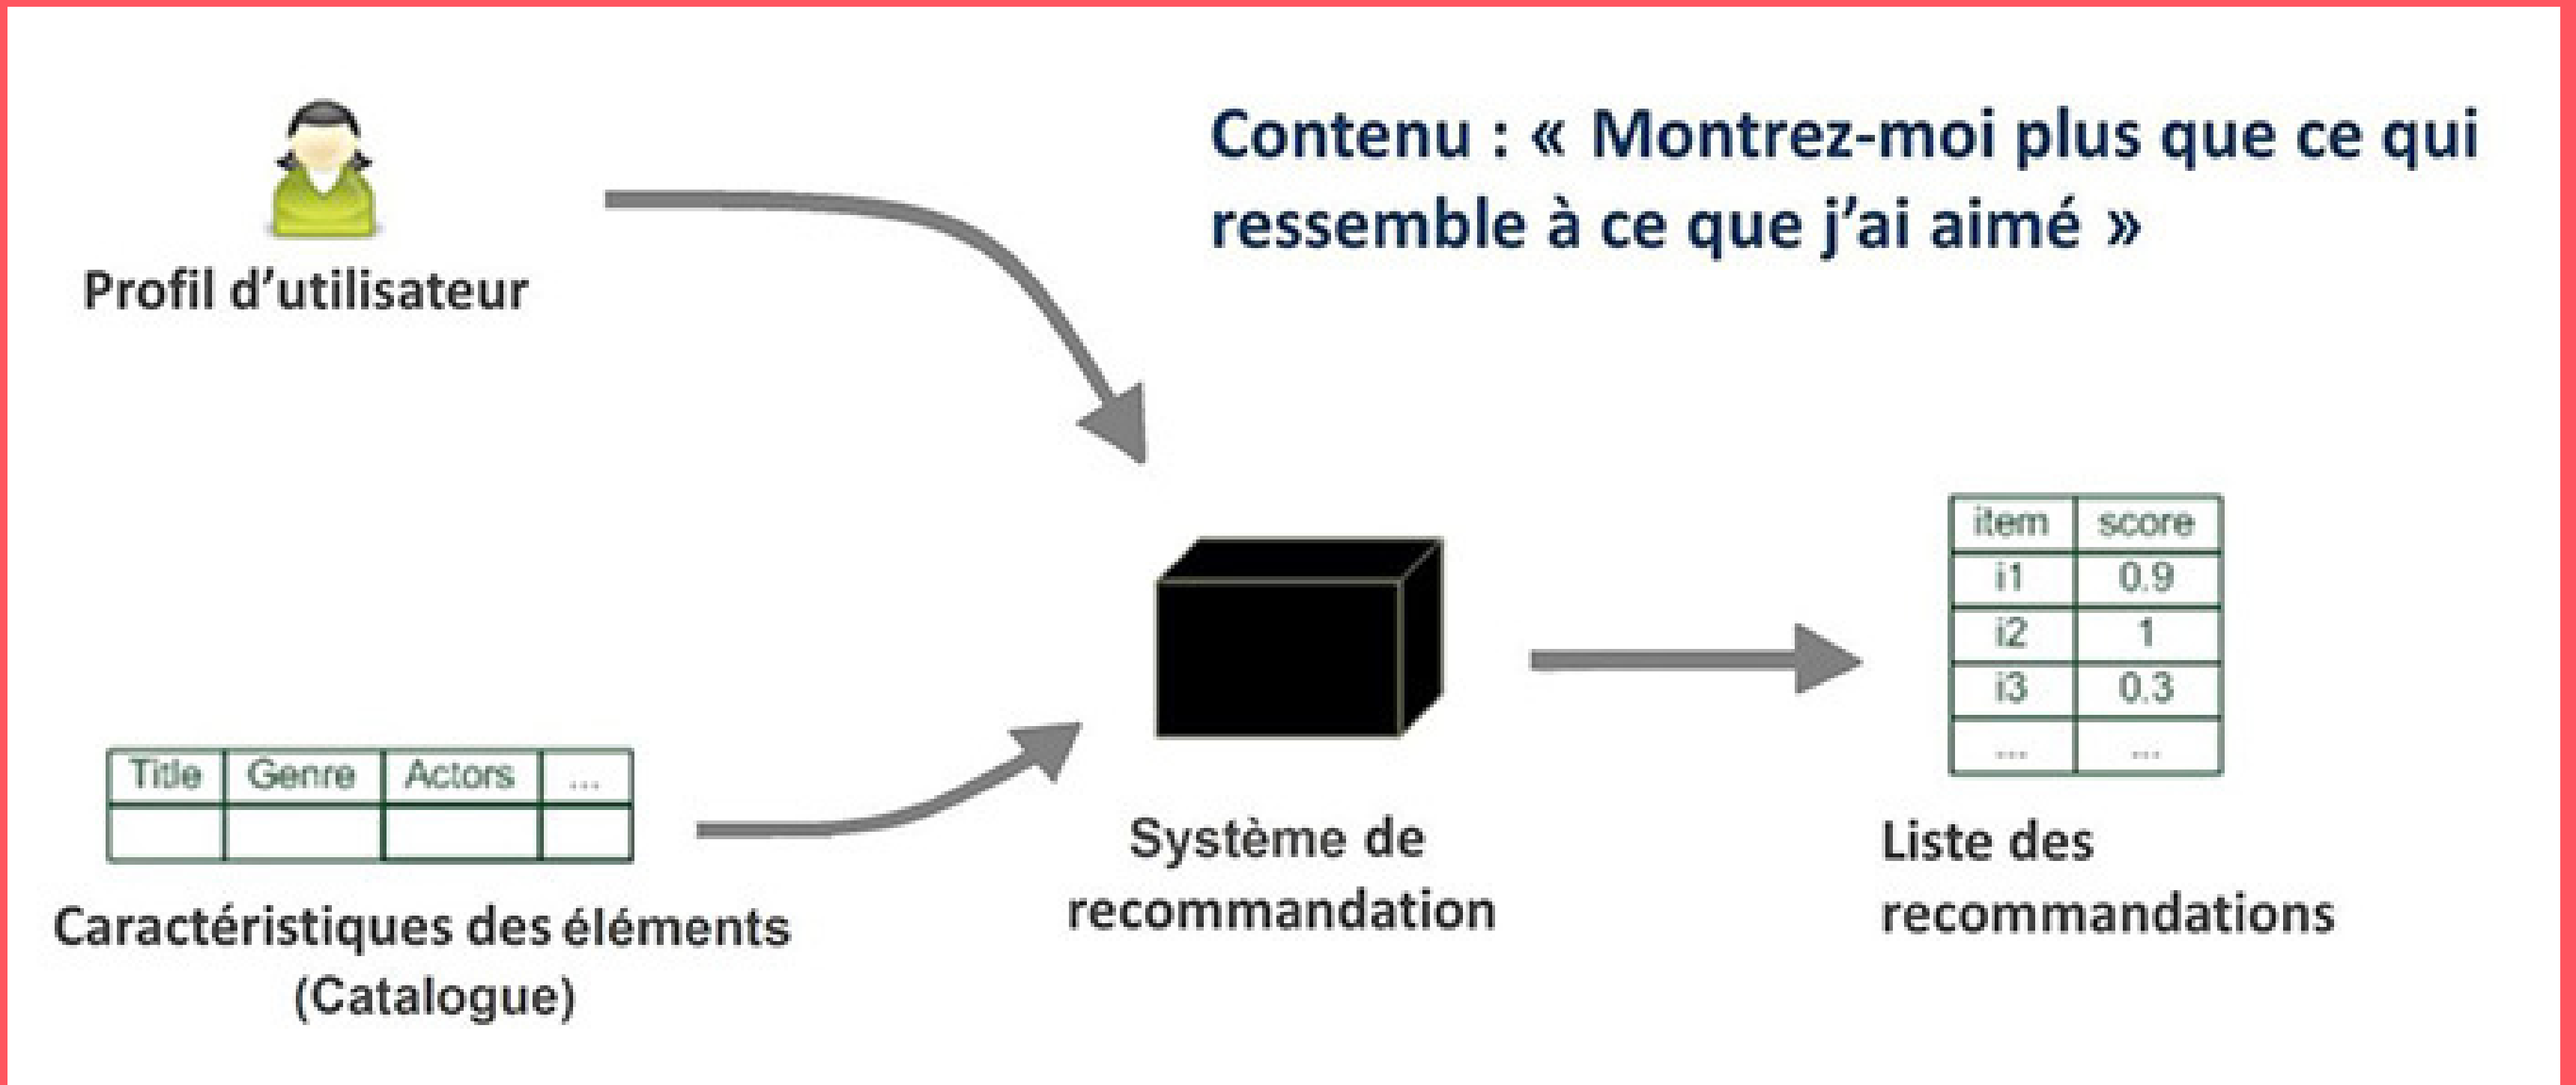 Contenu : « Montrez-moi plus que ce qui
ressemble à ce que j’ai aimé »
Profil d’utilisateur
item score
i1 0.9
i2 1
i3 0.3
... ...
Title Genre Actors ...
Caractéristiques des éléments
(Catalogue)
Système de
recommandation
Liste des
recommandations